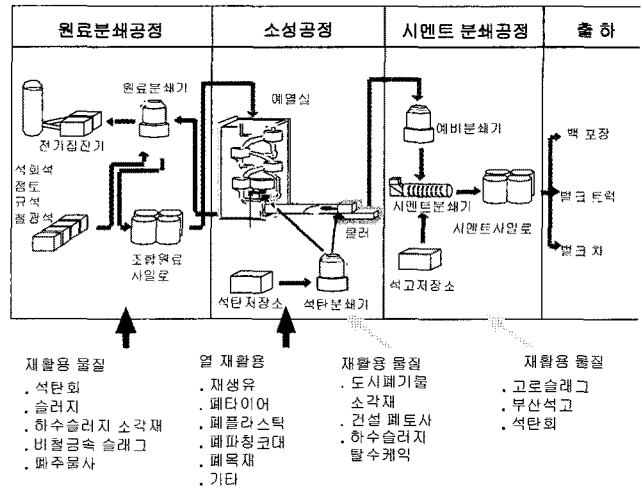 원료분쇄공정
소성공정
시멘트 분쇄공정
출 하
원료분쇄기
전기집진기
석회석
점토
규석
철광석
조합원료
사일로
예열실
쿨러
석탄저장소
석탄분쇄기
예비분쇄기
시멘트분쇄기
시멘트사일로
석고저장소
백 포장
벌크 트럭
벌크 차
재활용 물질
. 석탄회
. 슬러지
. 하수슬러지 소각재
. 비철금속 슬래그
. 폐주물사
열 재활용
. 재생유
. 폐타이어
. 폐플라스틱
. 폐파칭코대
. 폐목재
. 기타
재활용 물질
. 도시폐기물
소각재
. 건설 폐토사
. 하수슬러지
탈수케익
재활용 물질
. 고로슬래그
. 부산석고
. 석탄회